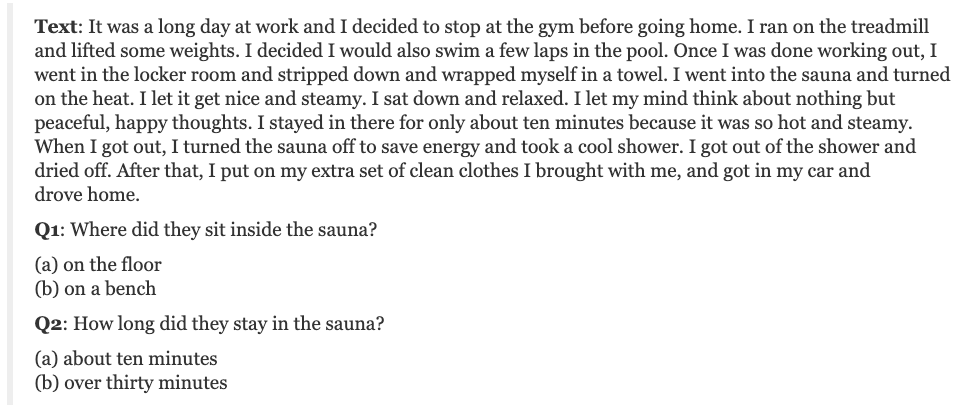 Text: It was a long day at work and I decided to stop at the gym before going home. I ran on the treadmill
and lifted some weights. I decided I would also swim a few laps in the pool. Once I was done working out, I
went in the locker room and stripped down and wrapped myself in a towel. I went into the sauna and turned
on the heat. I let it get nice and steamy. I sat down and relaxed. I let my mind think about nothing but
peaceful, happy thoughts. I stayed in there for only about ten minutes because it was so hot and steamy.
When I got out, I turned the sauna off to save energy and took a cool shower. I got out of the shower and
dried off. After that, I put on my extra set of clean clothes I brought with me, and got in my car and
drove home.
Q1: Where did they sit inside the sauna?
(a) on the floor
(b) on a bench
Q2: How long did they stay in the sauna?
(a) about ten minutes
(b) over thirty minutes